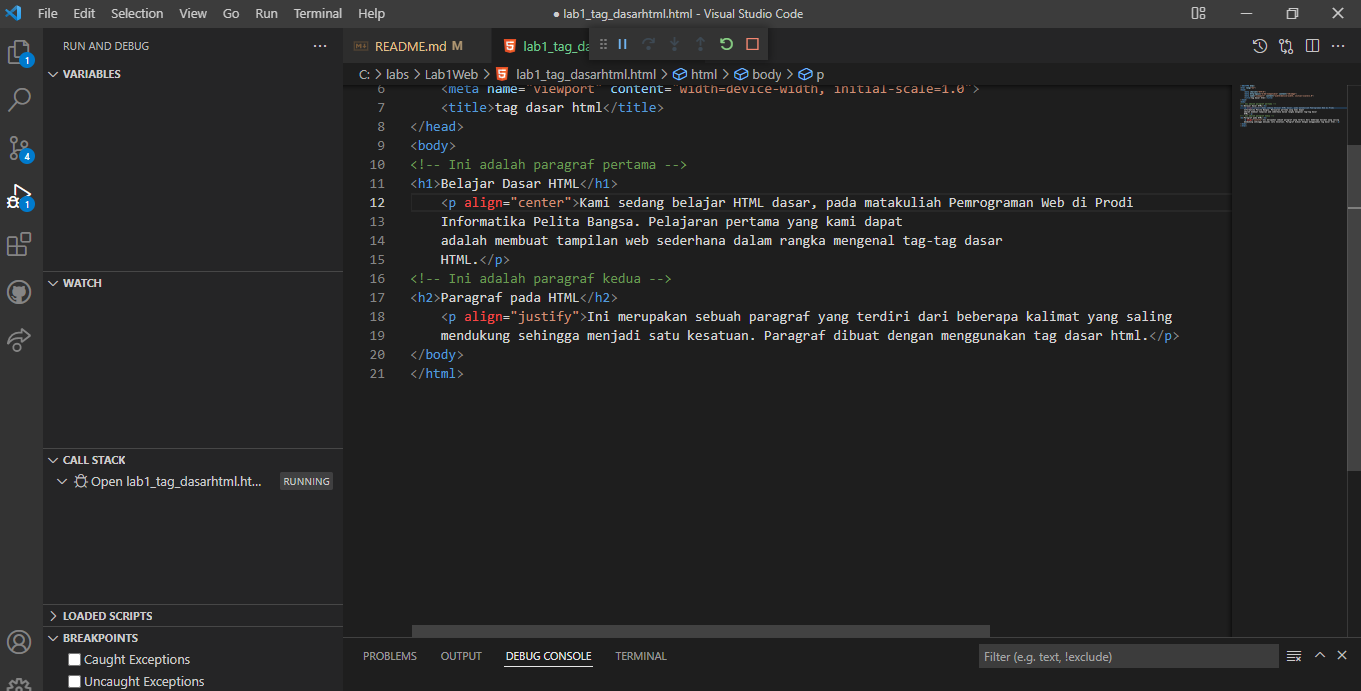 File Edit Selection View Go Run Terminal Help ● lab1_tag_dasarhtml.html - Visual Studio Code
RUN AND DEBUG ···
README.md M
lab1_tag_da
C: > labs > Lab1Web > lab1_tag_dasarhtml.html > html > body > p
VARIABLES
WATCH
CALL STACK
Open lab1_tag_dasarhtml.ht... RUNNING
LOADED SCRIPTS
BREAKPOINTS
Caught Exceptions
Uncaught Exceptions
1
4
1
6 <meta name="viewport" content="width=device-width, initial-scale=1.0">
7 <title>tag dasar html</title>
8 </head>
9 <body>
10 <!-- Ini adalah paragraf pertama -->
11 <h1>Belajar Dasar HTML</h1>
12 <p align="center">Kami sedang belajar HTML dasar, pada matakuliah Pemrograman Web di Prodi
13 Informatika Pelita Bangsa. Pelajaran pertama yang kami dapat
14 adalah membuat tampilan web sederhana dalam rangka mengenal tag-tag dasar
15 HTML.</p>
16 <!-- Ini adalah paragraf kedua -->
17 <h2>Paragraf pada HTML</h2>
18 <p align="justify">Ini merupakan sebuah paragraf yang terdiri dari beberapa kalimat yang saling
19 mendukung sehingga menjadi satu kesatuan. Paragraf dibuat dengan menggunakan tag dasar html.</p>
20 </body>
21 </html>
PROBLEMS OUTPUT DEBUG CONSOLE TERMINAL
Filter (e.g. text, !exclude)